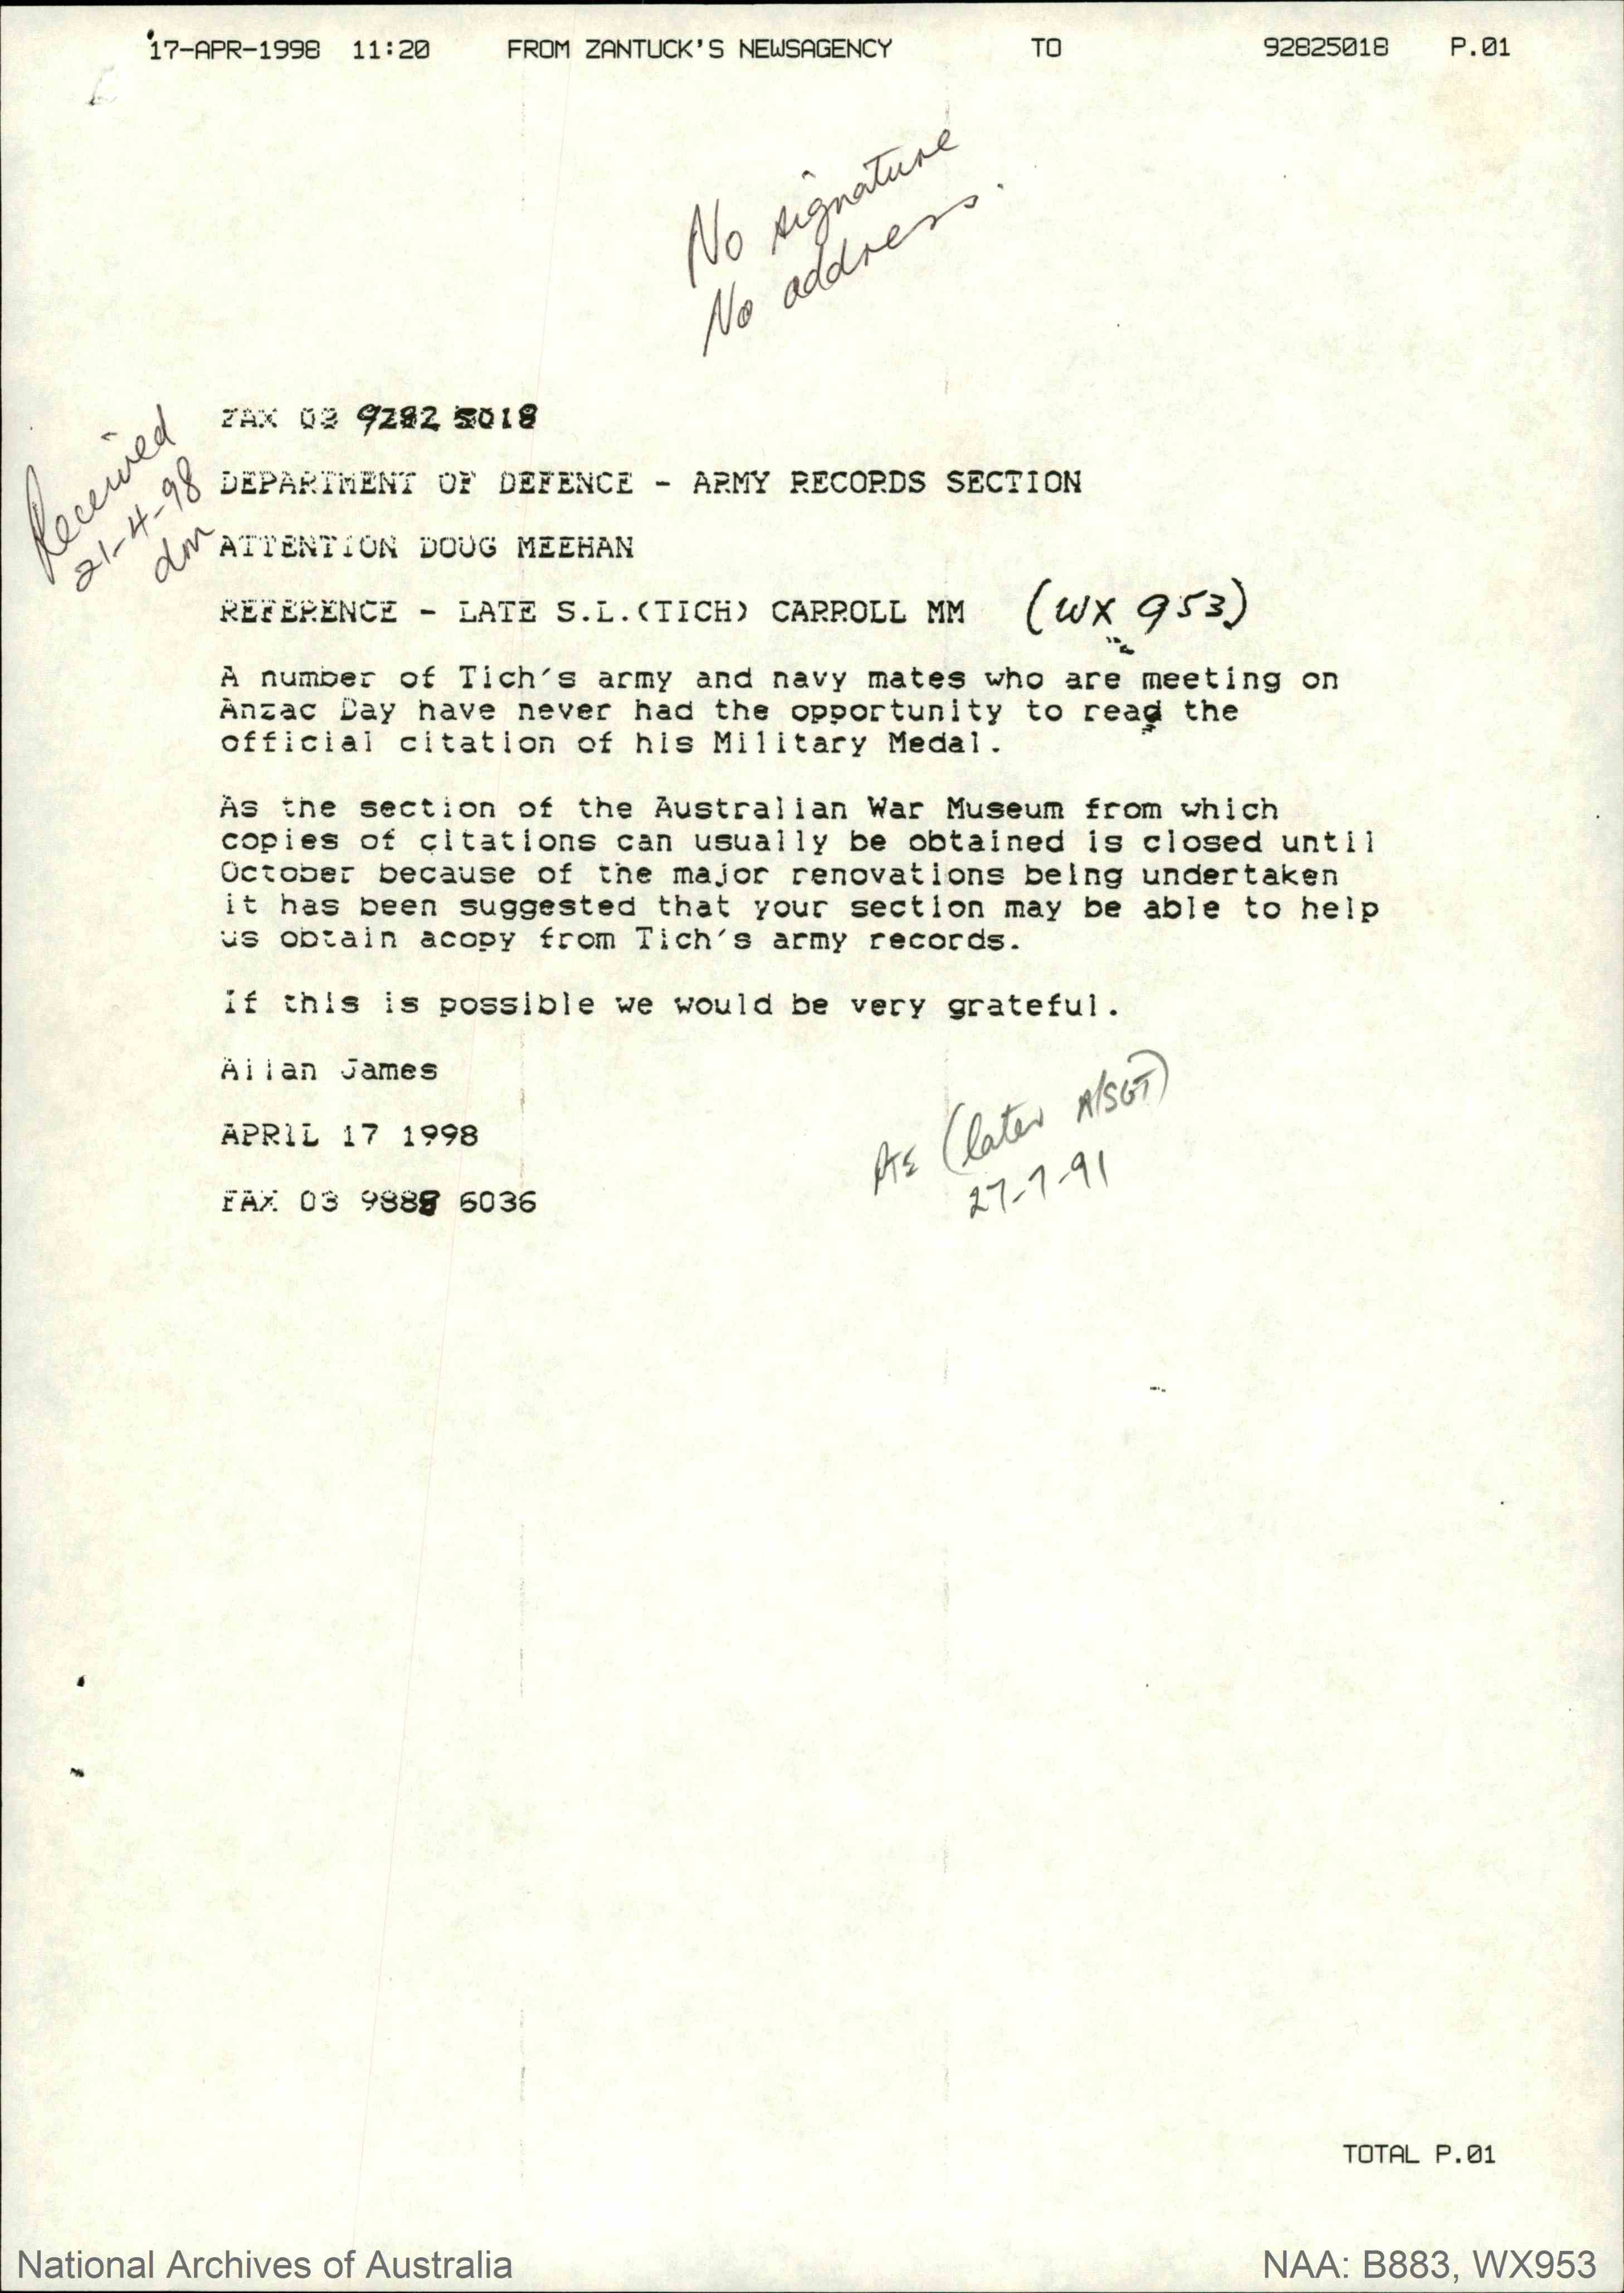 17-APR-1998 11:20 FROM ZANTUCK'S NEWSAGENCY TO 92825018 P.01
No signature
No address.
FAX 03 9282 5018
Received
21-4-98
dm
DEPARTMENT OF DEFENCE - ARMY RECORDS SECTION
ATTENTION DOUG MEEHAN
REFERENCE - LATE S.L.(TICH) CARROLL MM (WX 953)
A number of Tich's army and navy mates who are meeting on
Anzac Day have never had the opportunity to read the
official citation of his Military Medal.
As the section of the Australian War Museum from which
copies of citations can usually be obtained is closed until
October because of the major renovations being undertaken
it has been suggested that your section may be able to help
us obtain acopy from Tich's army records.
If this is possible we would be very grateful.
Allan James
APRIL 17 1998
FAX 03 9888 6036
(later A/SGT)
27-7-91
TOTAL P.01
National Archives of Australia
NAA: B883, WX953